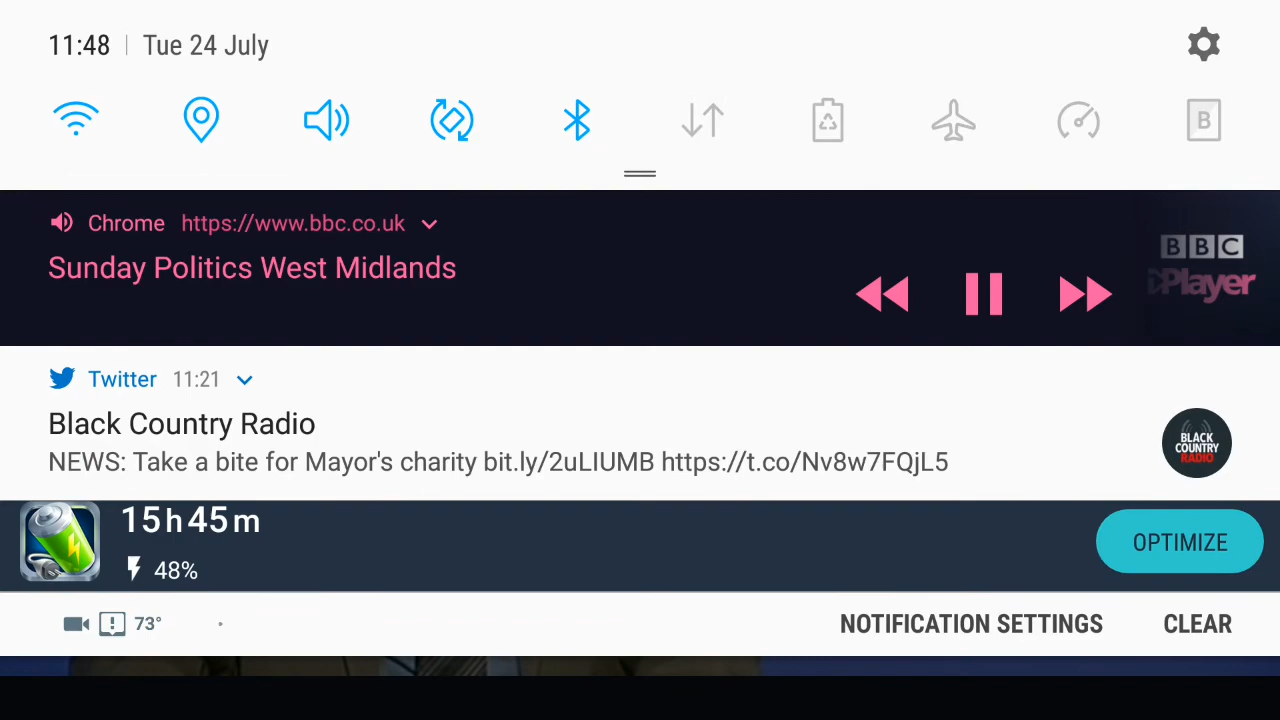 11:48 | Tue 24 July
B
Chrome https://www.bbc.co.uk
Sunday Politics West Midlands
BBC
iPlayer
Twitter 11:21
Black Country Radio
NEWS: Take a bite for Mayor's charity bit.ly/2uLIUMB https://t.co/Nv8w7FQjL5
BLACK
COUNTRY
RADIO
15h45m
48%
OPTIMIZE
73°
NOTIFICATION SETTINGS
CLEAR